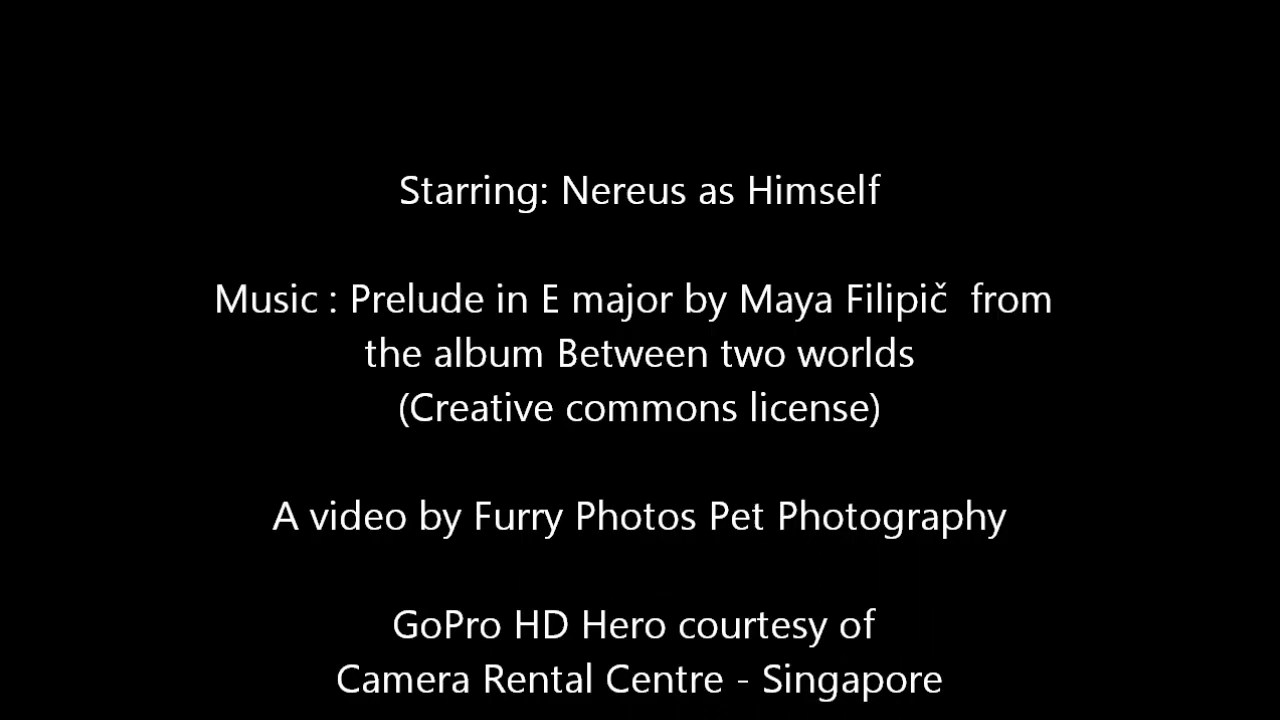 Starring: Nereus as Himself
Music : Prelude in E major by Maya Filipič  from
the album Between two worlds
(Creative commons license)
A video by Furry Photos Pet Photography
GoPro HD Hero courtesy of
Camera Rental Centre - Singapore